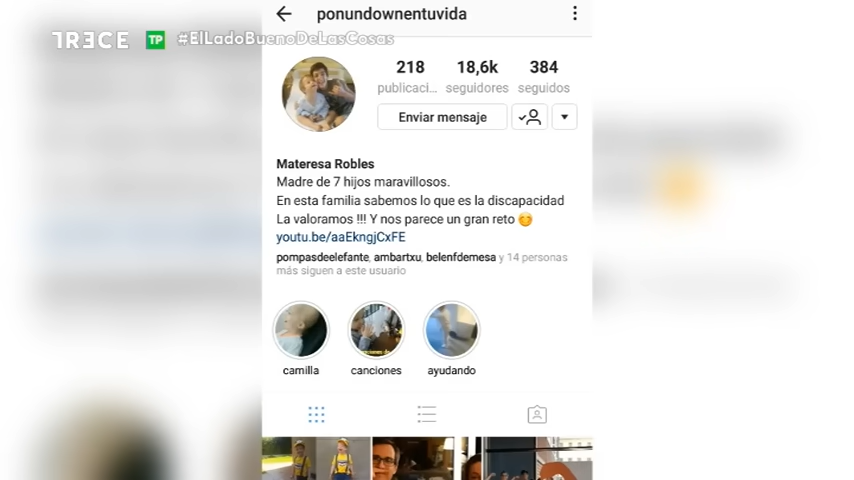 ponundownentuvida
TRECE TP #ElLadoBuenoDeLasCosas
218 18,6k 384
publicaci... seguidores seguidos
Enviar mensaje
Materesa Robles
Madre de 7 hijos maravillosos.
En esta familia sabemos lo que es la discapacidad
La valoramos !!! Y nos parece un gran reto 😊
youtu.be/aaEkngjCxFE
pompasdeelefante, ambartxu, belenfdemesa y 14 personas
más siguen a este usuario
camilla canciones ayudando